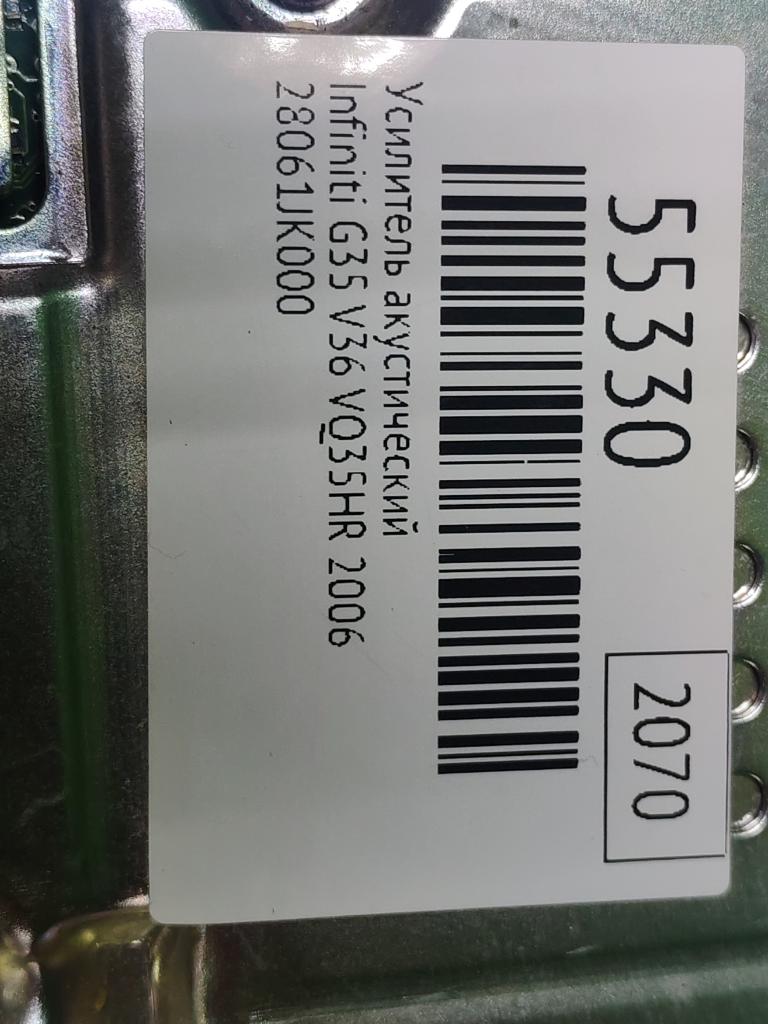 55330
2070
Усилитель акустический
Infiniti G35 V36 VQ35HR 2006
28061JK000